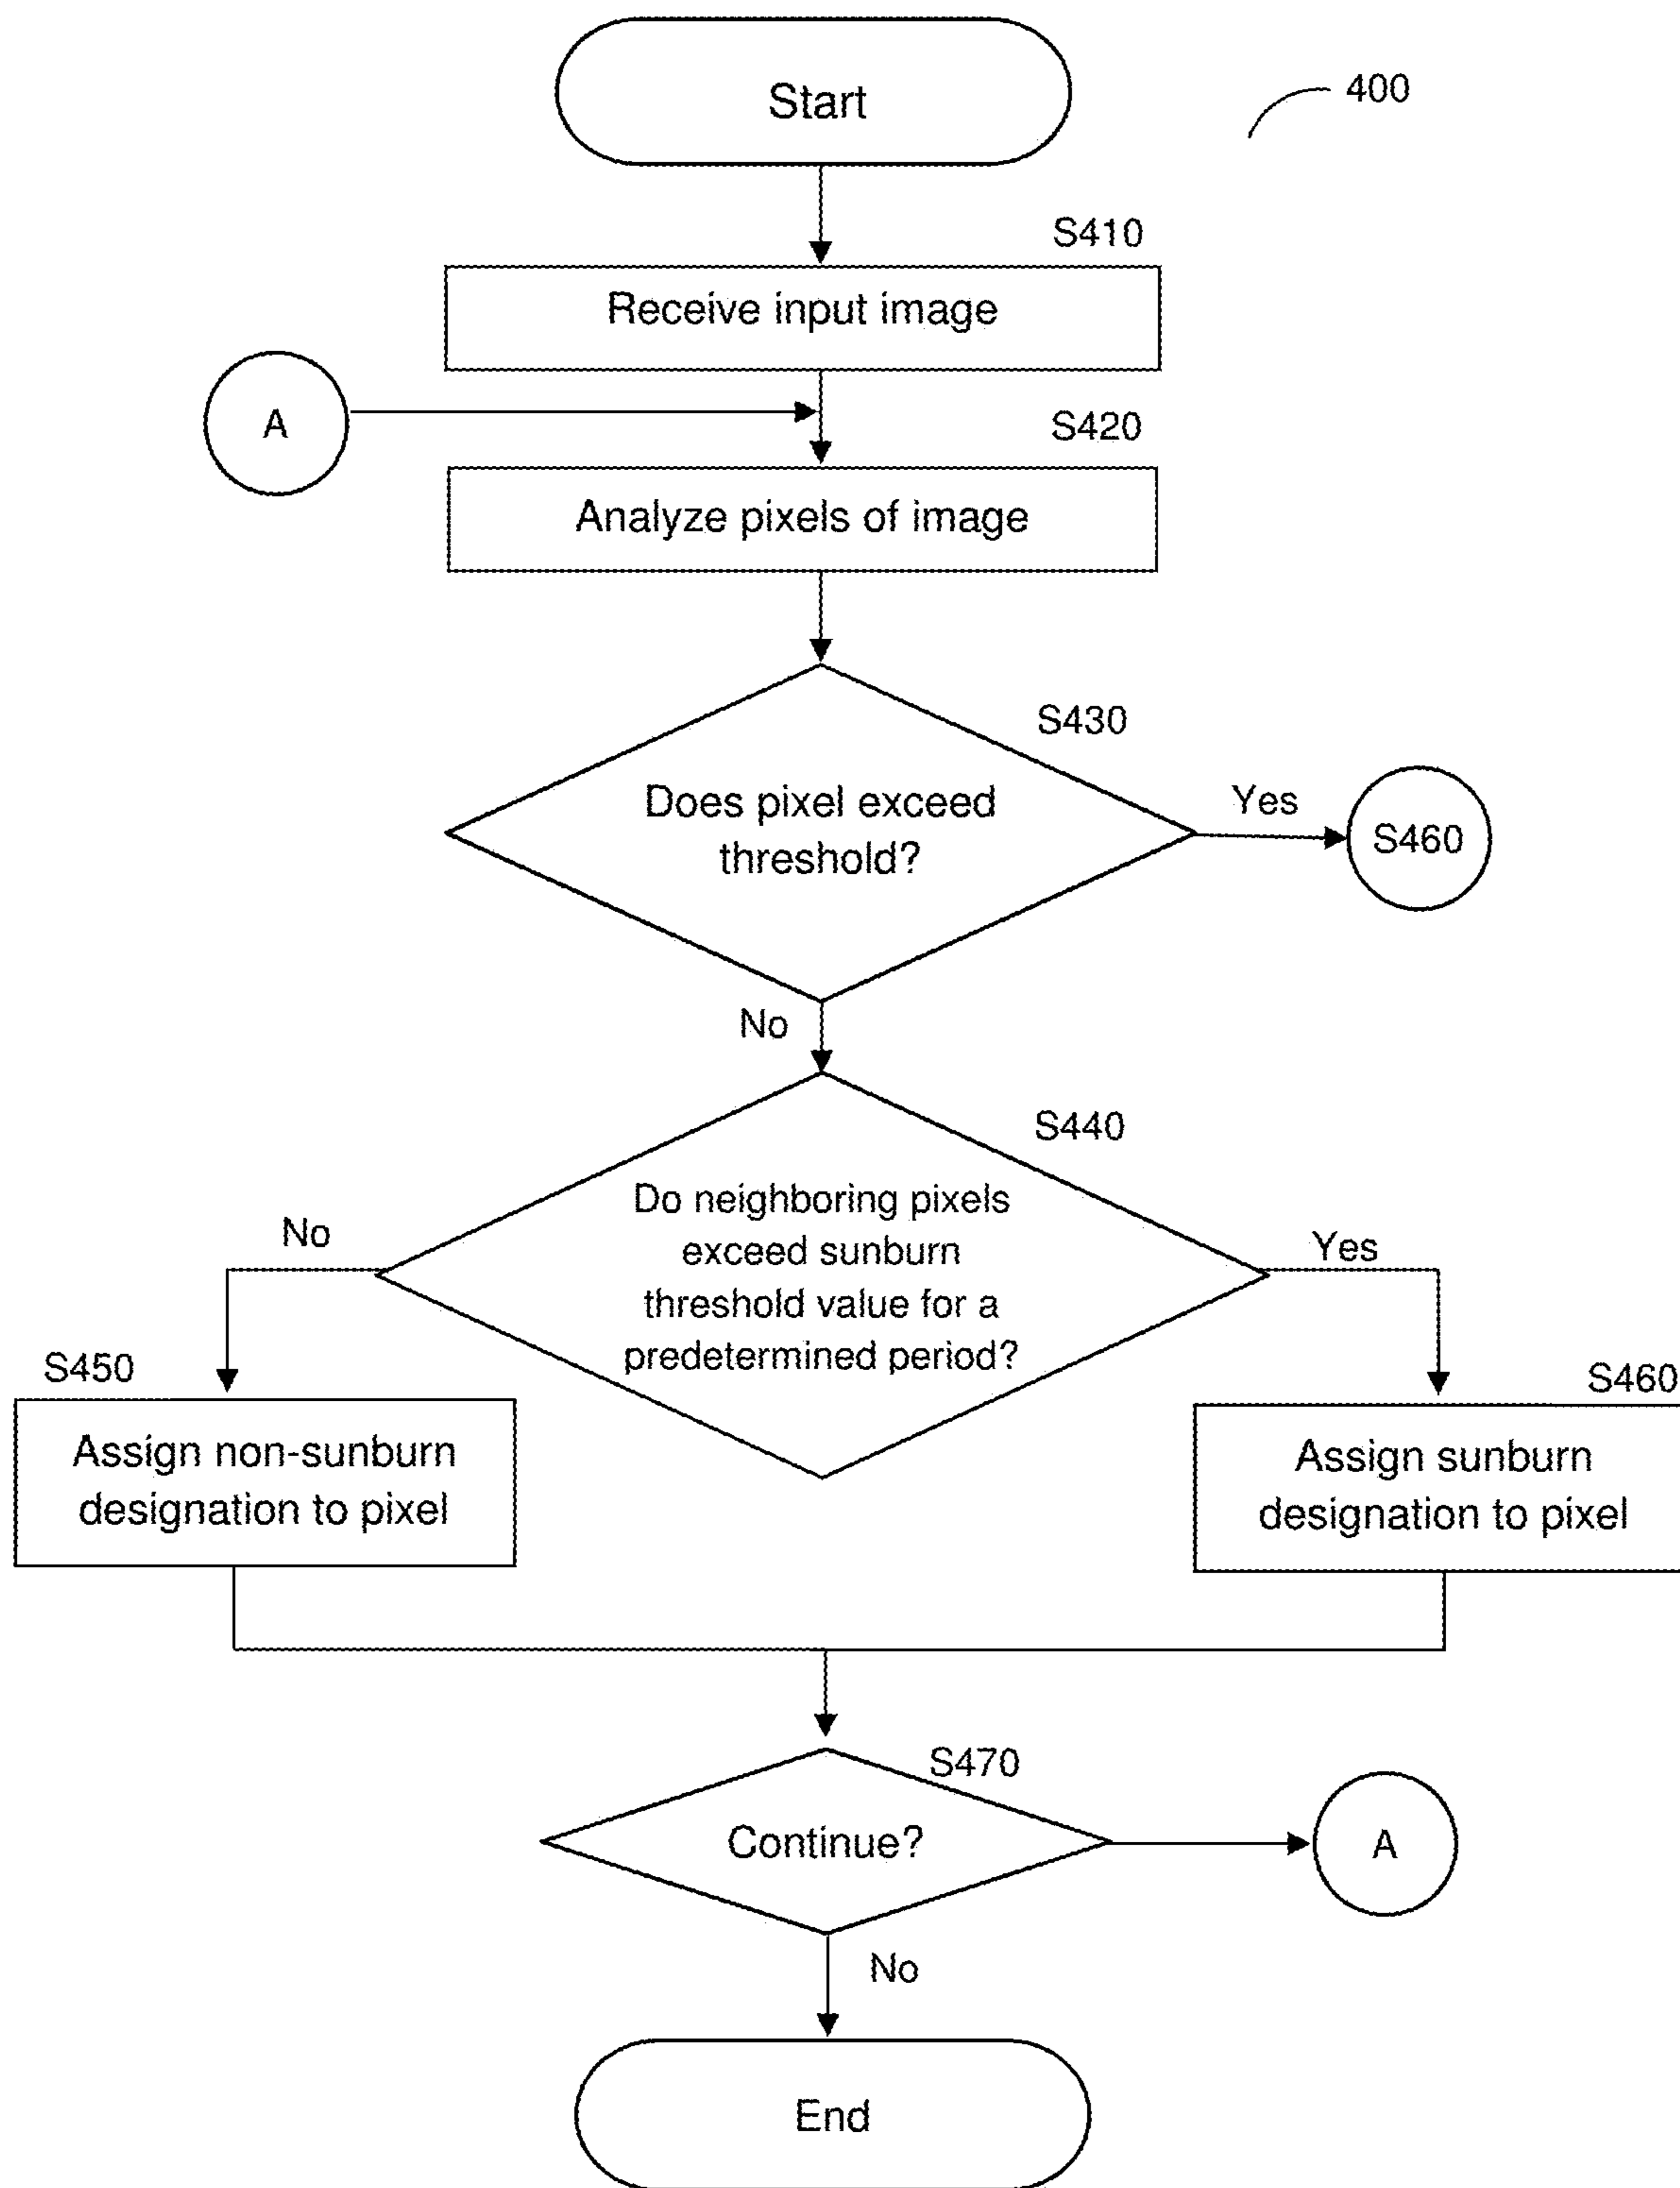 Start
400
S410
Receive input image
A
S420
Analyze pixels of image
S430
Does pixel exceed
threshold?
Yes
S460
No
S440
Do neighboring pixels
exceed sunburn
threshold value for a
predetermined period?
No
Yes
S450
Assign non-sunburn
designation to pixel
S460
Assign sunburn
designation to pixel
S470
Continue?
A
No
End